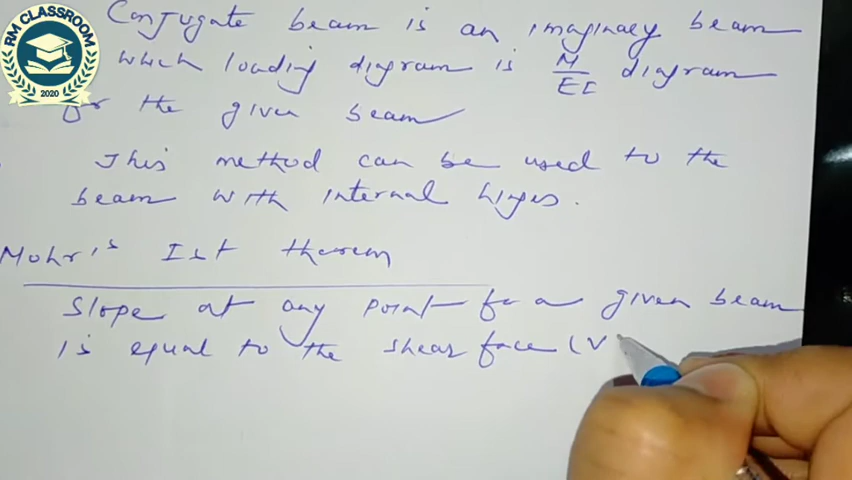 RM CLASSROOM
2020
Conjugate beam is an imaginary beam
which loading diagram is M/EI diagram
for the given beam
This method can be used to the
beam with internal hinges.
Mohr's Ist theorem
Slope at any point for a given beam
is equal to the shear force (V